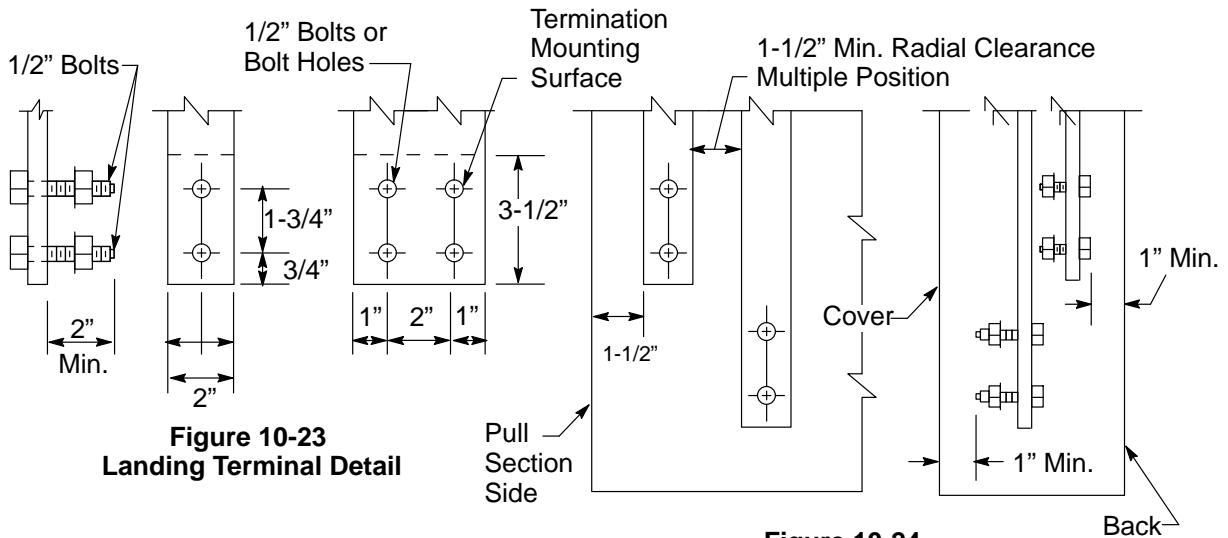 1/2” Bolts
1/2” Bolts or
Bolt Holes
Termination
Mounting
Surface
1-1/2” Min. Radial Clearance
Multiple Position
1-3/4”
3/4”
3-1/2”
2”
Min.
2”
1”
2”
1”
1-1/2”
Cover
1” Min.
1” Min.
Pull
Section
Side
Back
Figure 10-23
Landing Terminal Detail
Figure 10-24